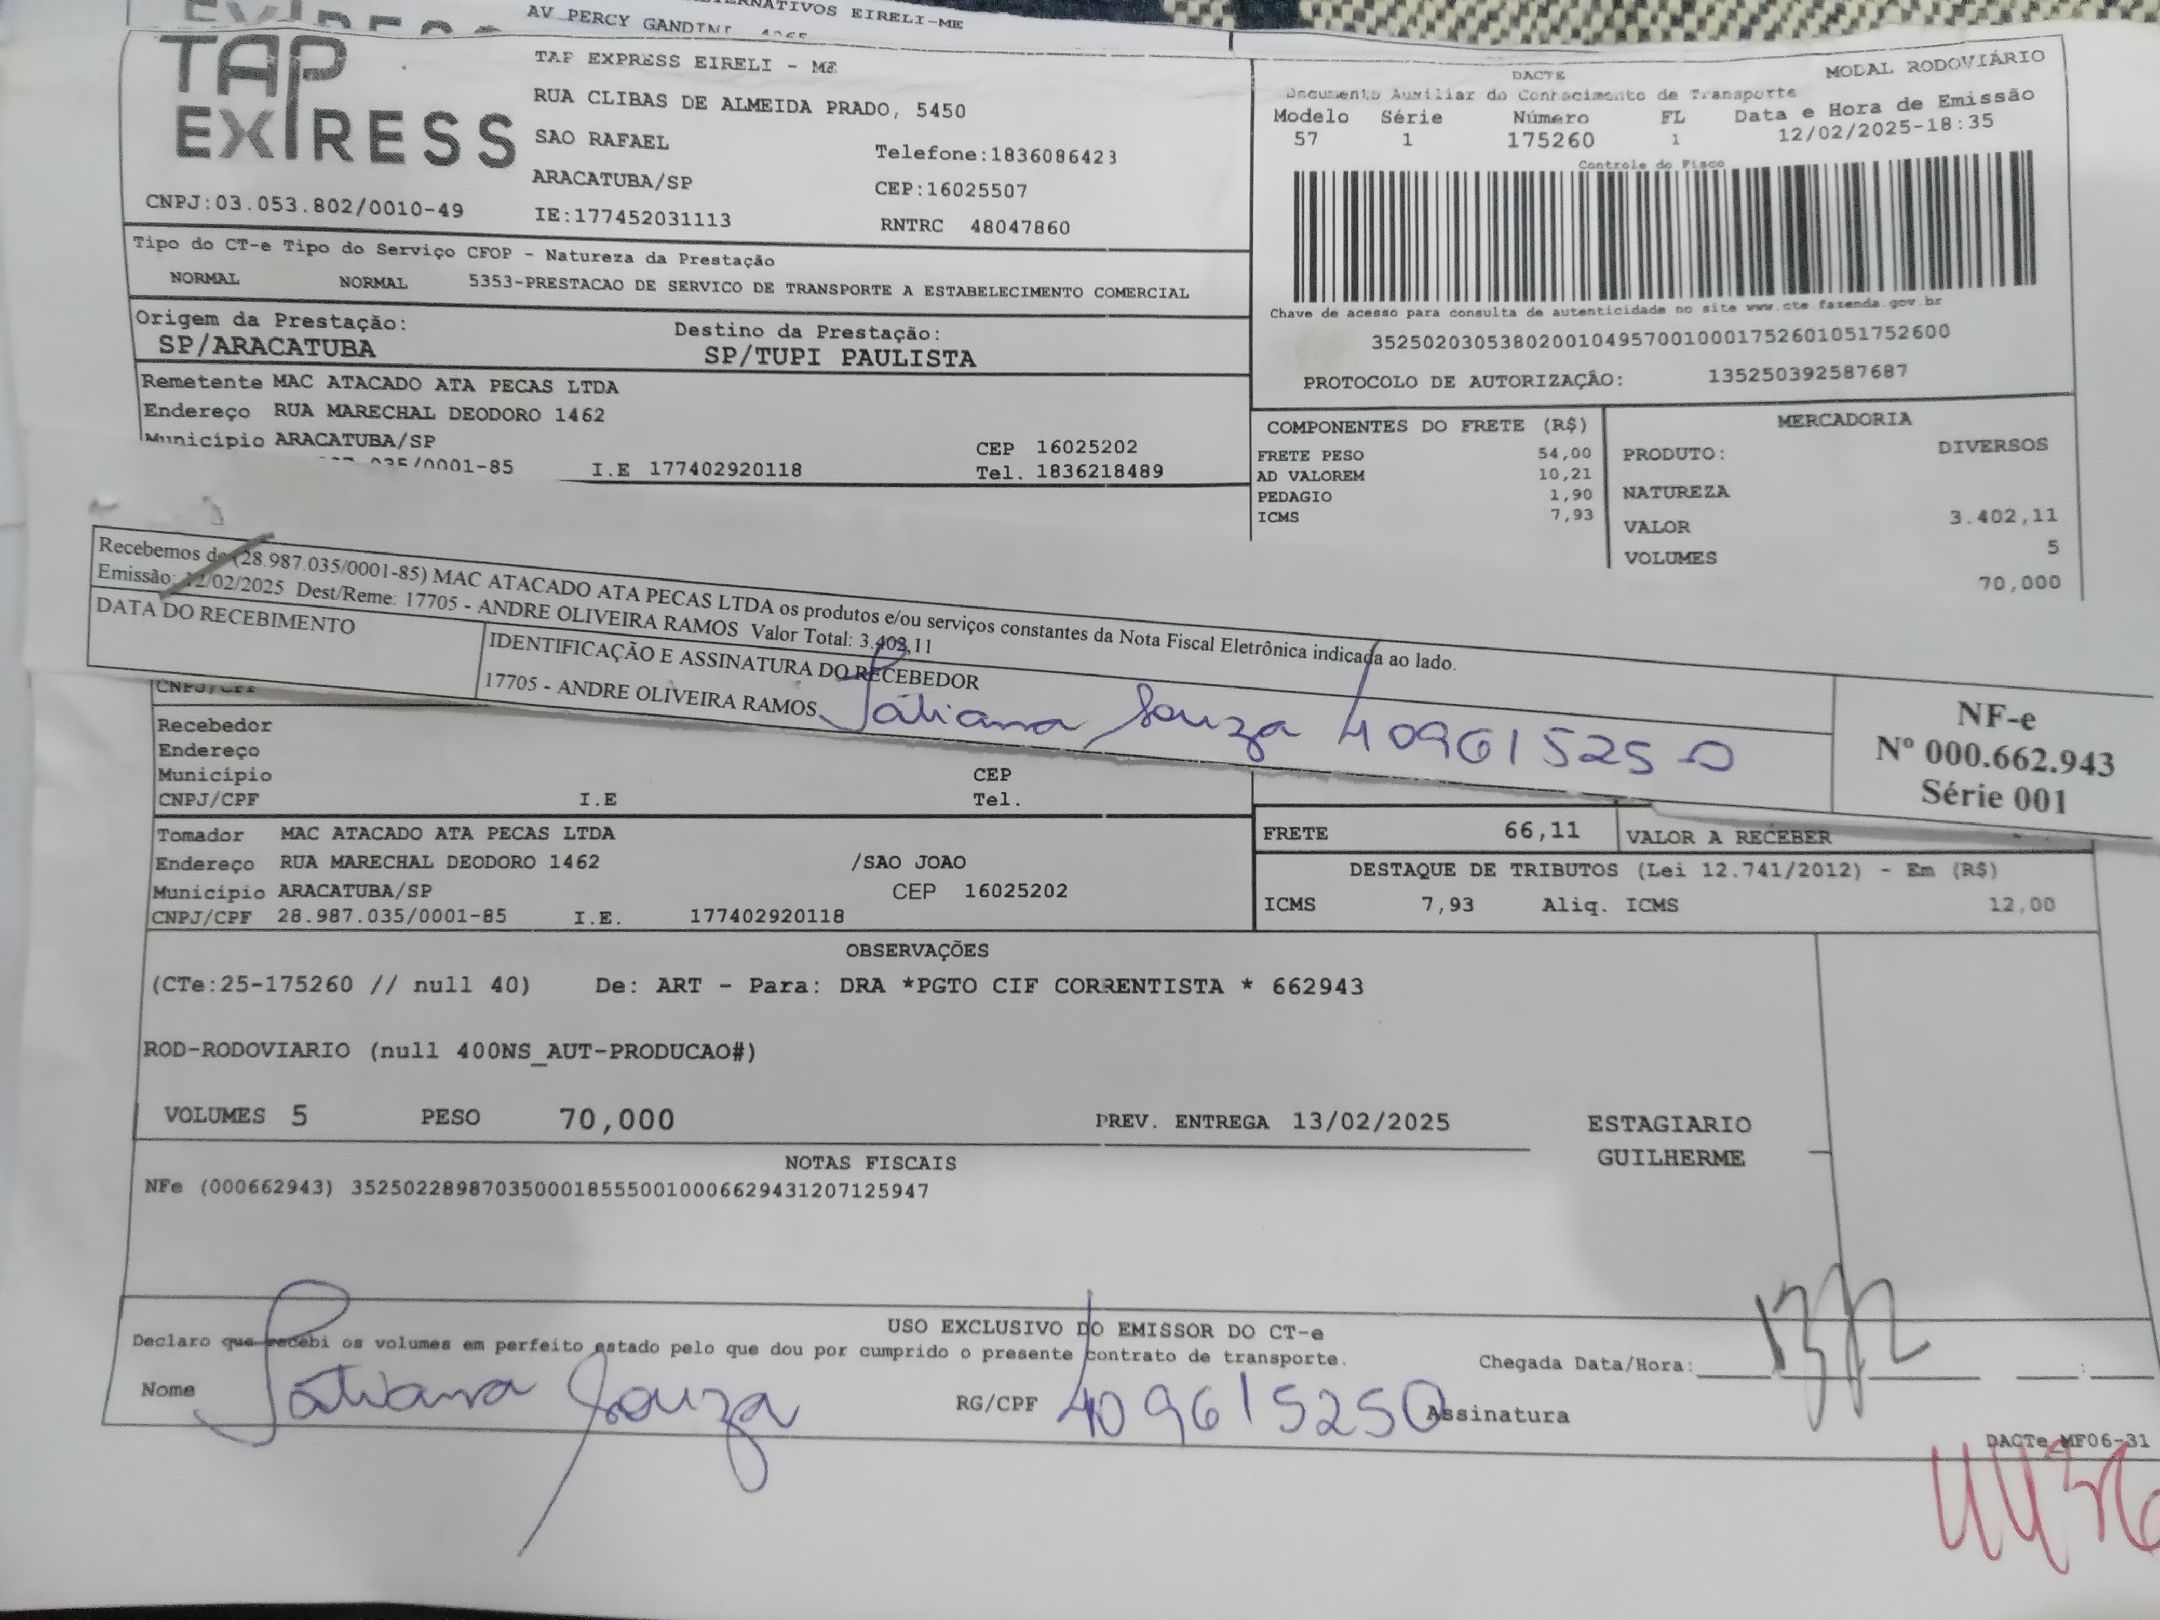 AV PERCY GANDINI
TAP EXPRESS
TAP EXPRESS EIRELI - ME
RUA CLIBAS DE ALMEIDA PRADO, 5450
SAO RAFAEL
Telefone:1836086423
ARACATUBA/SP
CEP:16025507
CNPJ:03.053.802/0010-49
IE:177452031113
RNTRC 48047860
DACTE
MODAL RODOVIÁRIO
Documento Auxiliar do Conhecimento de Transporte
Modelo Série Número FL Data e Hora de Emissão
57 1 175260 1 12/02/2025-18:35
Controle do Fisco
Chave de acesso para consulta de autenticidade no site www.cte.fazenda.gov.br
35250203053802001049570010001752601051752600
PROTOCOLO DE AUTORIZAÇÃO: 135250392587687
Tipo do CT-e Tipo do Serviço CFOP - Natureza da Prestação
NORMAL NORMAL 5353-PRESTACAO DE SERVICO DE TRANSPORTE A ESTABELECIMENTO COMERCIAL
Origem da Prestação: Destino da Prestação:
SP/ARACATUBA SP/TUPI PAULISTA
Remetente MAC ATACADO ATA PECAS LTDA
Endereço RUA MARECHAL DEODORO 1462
Município ARACATUBA/SP CEP 16025202
035/0001-85 I.E 177402920118 Tel. 1836218489
COMPONENTES DO FRETE (R$)
FRETE PESO 54,00
AD VALOREM 10,21
PEDAGIO 1,90
ICMS 7,93
MERCADORIA
PRODUTO: DIVERSOS
NATUREZA
VALOR 3.402,11
VOLUMES 5
70,000
Recebemos de (28.987.035/0001-85) MAC ATACADO ATA PECAS LTDA os produtos e/ou serviços constantes da Nota Fiscal Eletrônica indicada ao lado.
Emissão: 12/02/2025 Dest/Reme: 17705 - ANDRE OLIVEIRA RAMOS Valor Total: 3.402,11
DATA DO RECEBIMENTO
IDENTIFICAÇÃO E ASSINATURA DO RECEBEDOR
17705 - ANDRE OLIVEIRA RAMOS
Tatiana Souza 409615250
NF-e
Nº 000.662.943
Série 001
CNPJ/CPF
Recebedor
Endereço
Município CEP
CNPJ/CPF I.E Tel.
Tomador MAC ATACADO ATA PECAS LTDA
Endereço RUA MARECHAL DEODORO 1462 /SAO JOAO
Município ARACATUBA/SP CEP 16025202
CNPJ/CPF 28.987.035/0001-85 I.E. 177402920118
FRETE 66,11 VALOR A RECEBER
DESTAQUE DE TRIBUTOS (Lei 12.741/2012) - Em (R$)
ICMS 7,93 Aliq. ICMS 12,00
OBSERVAÇÕES
(CTe:25-175260 // null 40) De: ART - Para: DRA *PGTO CIF CORRENTISTA * 662943
ROD-RODOVIARIO (null 400NS_AUT-PRODUCAO#)
VOLUMES 5 PESO 70,000 PREV. ENTREGA 13/02/2025
ESTAGIARIO
GUILHERME
NOTAS FISCAIS
NFe (000662943) 35250228987035000185550010006629431207125947
USO EXCLUSIVO DO EMISSOR DO CT-e
Declaro que recebi os volumes em perfeito estado pelo que dou por cumprido o presente contrato de transporte.
Chegada Data/Hora: 13/2 :
Nome Tatiana Souza RG/CPF 409615250 Assinatura
DACTe_MF06-31